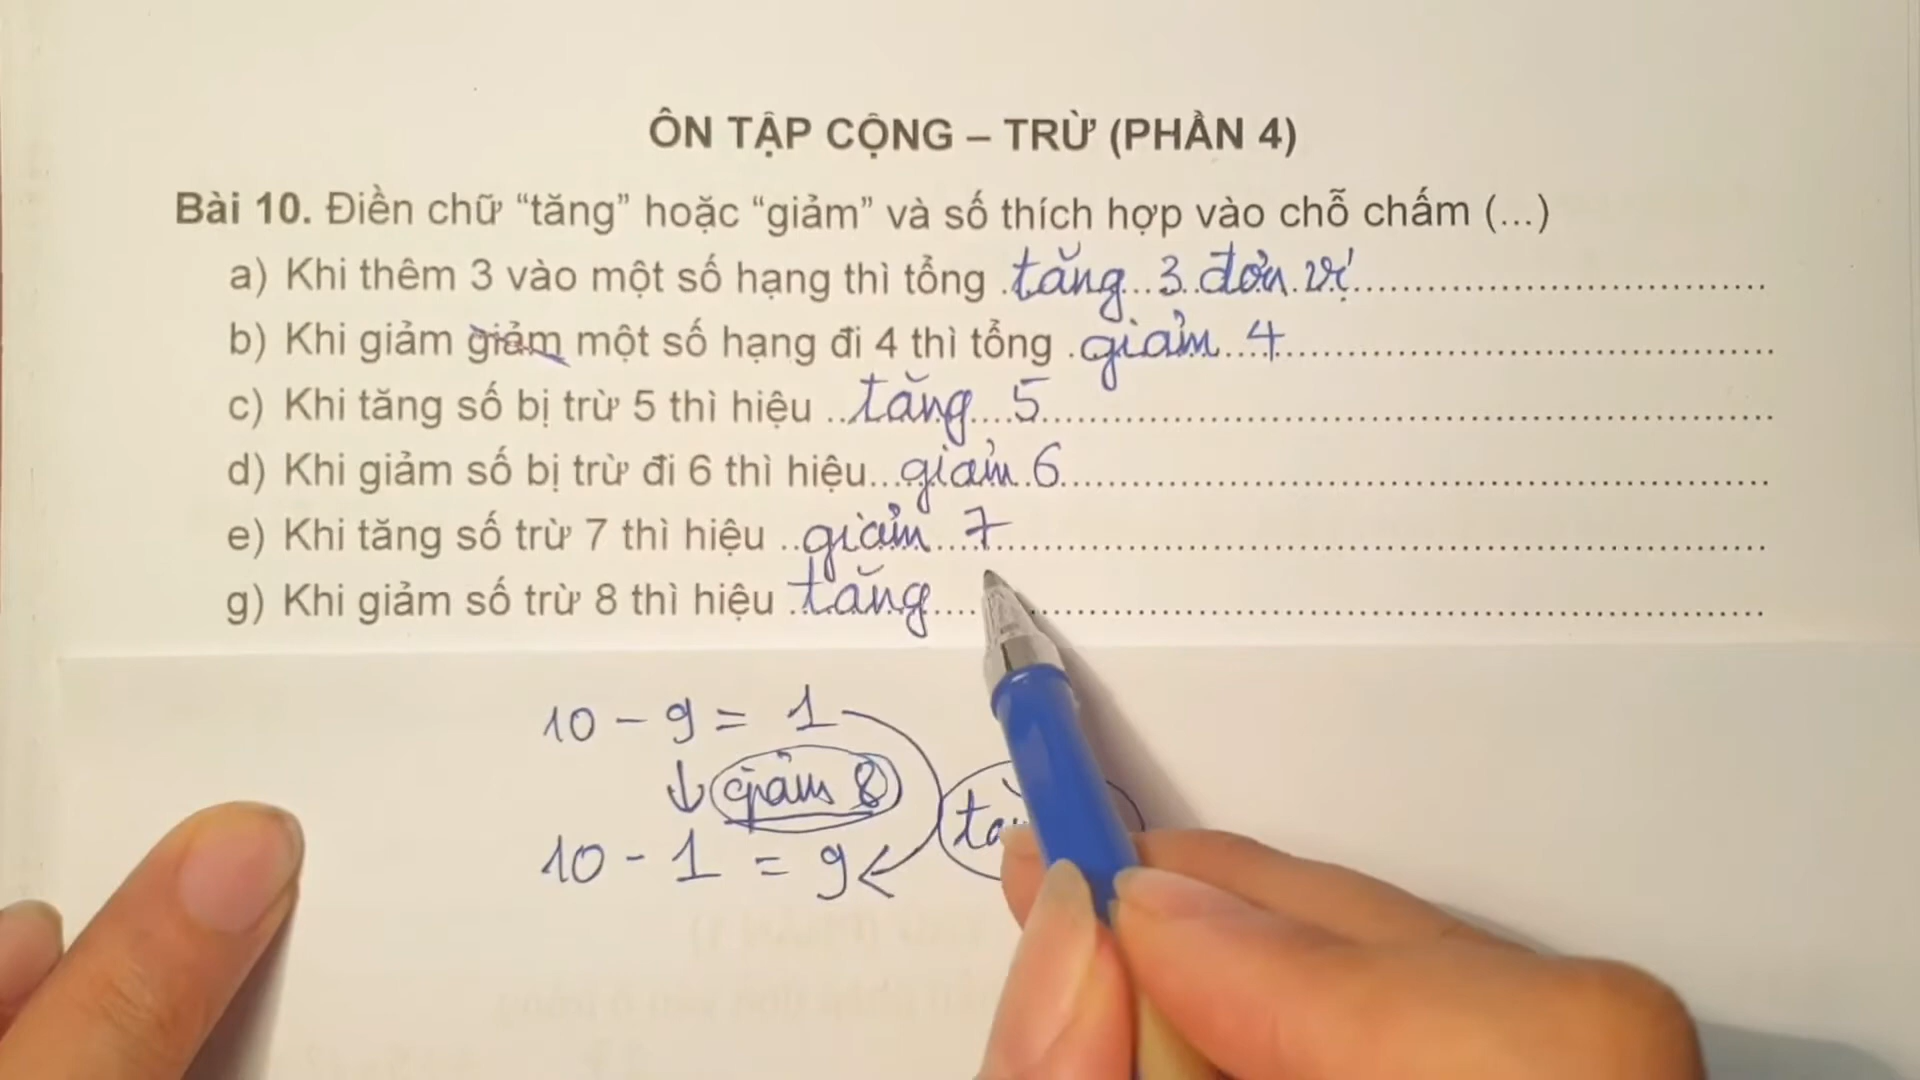 ÔN TẬP CỘNG – TRỪ (PHẦN 4)
Bài 10. Điền chữ “tăng” hoặc “giảm” và số thích hợp vào chỗ chấm (...)
a) Khi thêm 3 vào một số hạng thì tổng tăng 3 đơn vị
b) Khi giảm giảm một số hạng đi 4 thì tổng giảm 4
c) Khi tăng số bị trừ 5 thì hiệu tăng 5
d) Khi giảm số bị trừ đi 6 thì hiệu giảm 6
e) Khi tăng số trừ 7 thì hiệu giảm 7
g) Khi giảm số trừ 8 thì hiệu tăng
10 - 9 = 1
↓ giảm 8
10 - 1 = 9